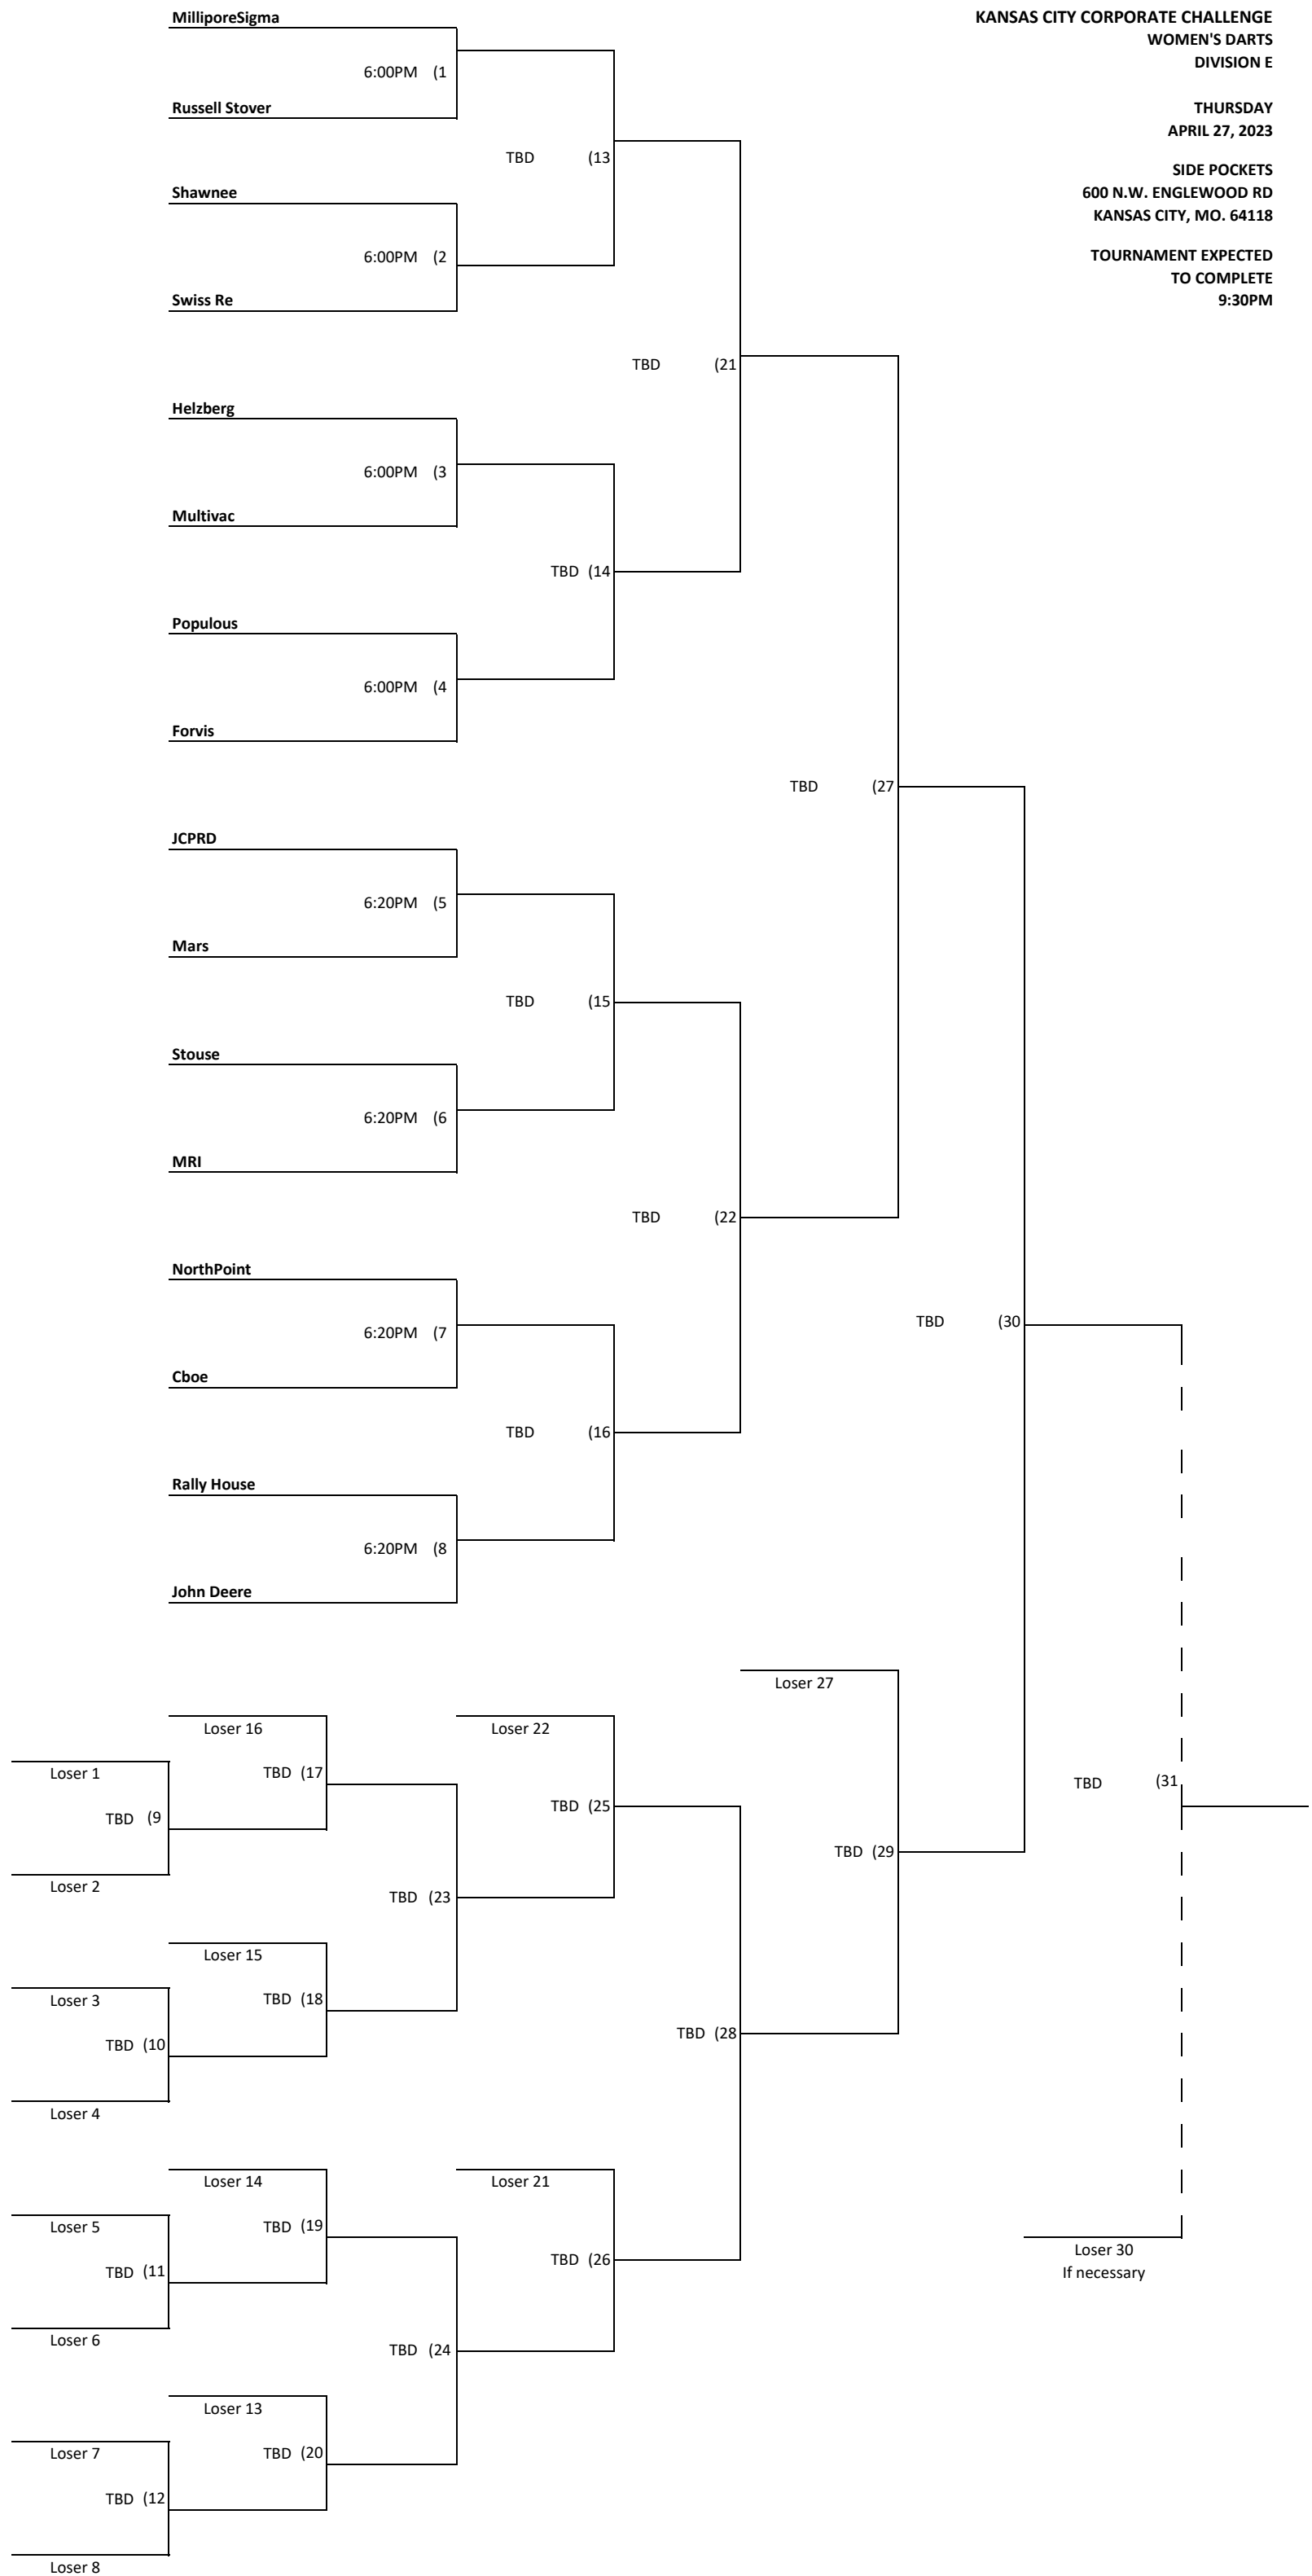 MilliporeSigma
KANSAS CITY CORPORATE CHALLENGE
WOMEN'S DARTS
DIVISION E
6:00PM (1
Russell Stover
THURSDAY
APRIL 27, 2023
TBD (13
SIDE POCKETS
Shawnee
600 N.W. ENGLEWOOD RD
KANSAS CITY, MO. 64118
6:00PM (2
TOURNAMENT EXPECTED
TO COMPLETE
Swiss Re
9:30PM
TBD (21
Helzberg
6:00PM (3
Multivac
TBD (14
Populous
6:00PM (4
Forvis
TBD (27
JCPRD
6:20PM (5
Mars
TBD (15
Stouse
6:20PM (6
MRI
TBD (22
NorthPoint
TBD (30
6:20PM (7
Cboe
TBD (16
Rally House
6:20PM (8
John Deere
Loser 27
Loser 16
Loser 22
Loser 1
TBD (17
TBD (31
TBD (25
TBD (9
TBD (29
Loser 2
TBD (23
Loser 15
Loser 3
TBD (18
TBD (28
TBD (10
Loser 4
Loser 14
Loser 21
Loser 5
TBD (19
Loser 30
TBD (26
TBD (11
If necessary
Loser 6
TBD (24
Loser 13
Loser 7
TBD (20
TBD (12
Loser 8